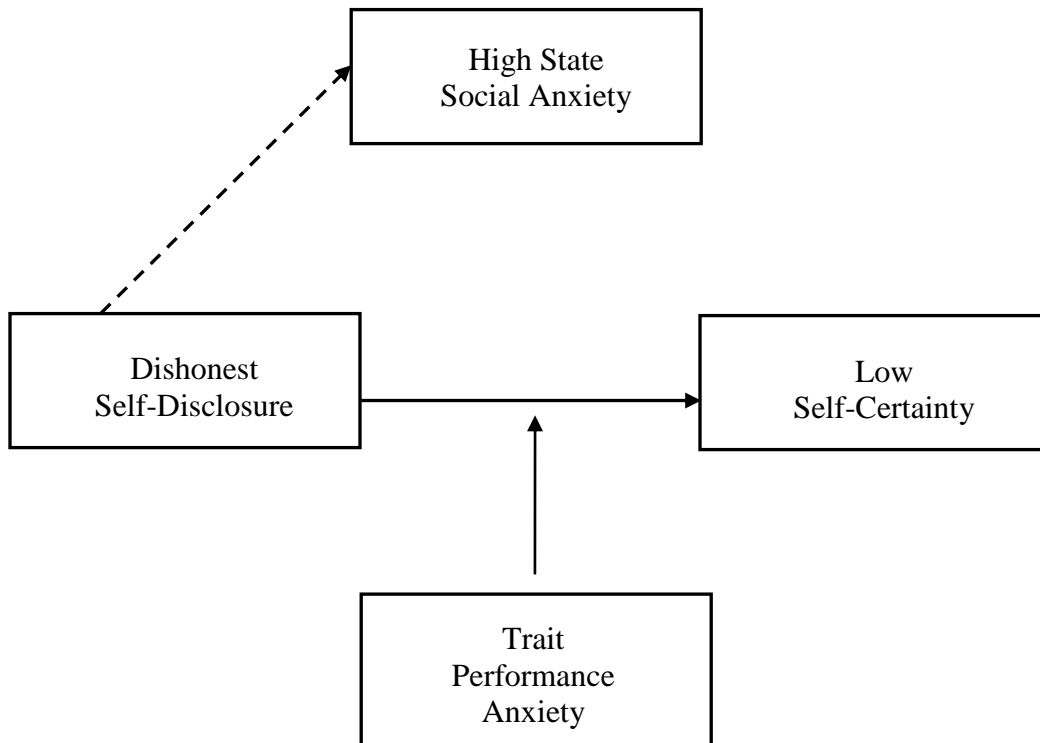 High State
Social Anxiety
Dishonest
Self-Disclosure
Low
Self-Certainty
Trait
Performance
Anxiety